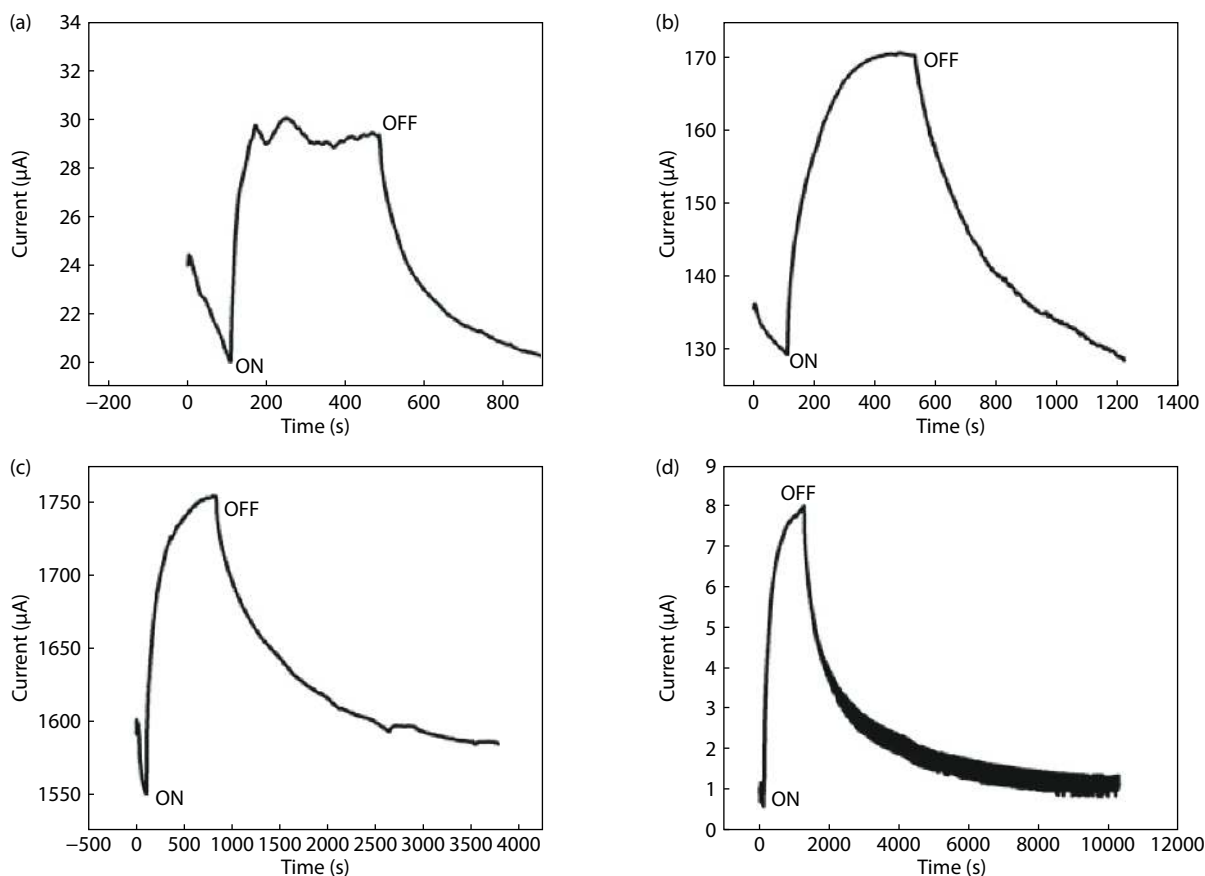 (a)
34
32
30
28
26
24
22
20
Current (µA)
OFF
ON
−200 0 200 400 600 800
Time (s)
(b)
170
160
150
140
130
Current (µA)
OFF
ON
0 200 400 600 800 1000 1200 1400
Time (s)
(c)
1750
1700
1650
1600
1550
Current (µA)
OFF
ON
−500 0 500 1000 1500 2000 2500 3000 3500 4000
Time (s)
(d)
9
8
7
6
5
4
3
2
1
0
Current (µA)
OFF
ON
0 2000 4000 6000 8000 10000 12000
Time (s)